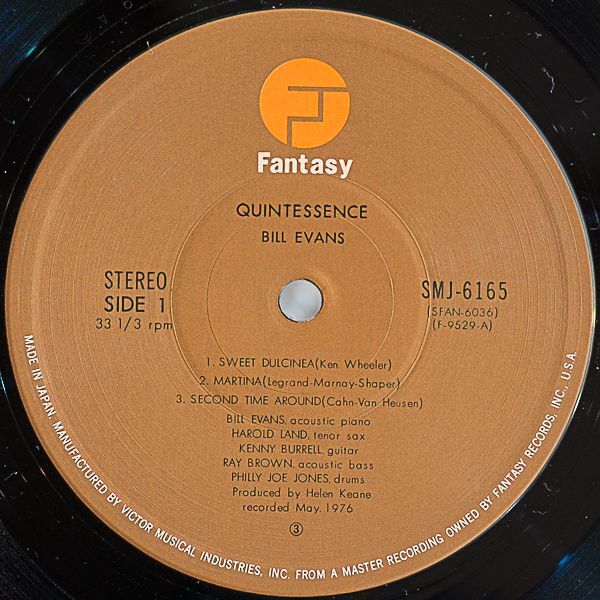 Fantasy
QUINTESSENCE
BILL EVANS
STEREO
SIDE 1
33 1/3 rpm
SMJ-6165
(SFAN-6036)
(F-9529-A)
1. SWEET DULCINEA(Ken Wheeler)
2. MARTINA(Legrand-Marnay-Shaper)
3. SECOND TIME AROUND(Cahn-Van Heusen)
BILL EVANS, acoustic piano
HAROLD LAND, tenor sax
KENNY BURRELL, guitar
RAY BROWN, acoustic bass
PHILLY JOE JONES, drums
Produced by Helen Keane
recorded May, 1976
③
MADE IN JAPAN. MANUFACTURED BY VICTOR MUSICAL INDUSTRIES, INC. FROM A MASTER RECORDING OWNED BY FANTASY RECORDS, INC., U.S.A.